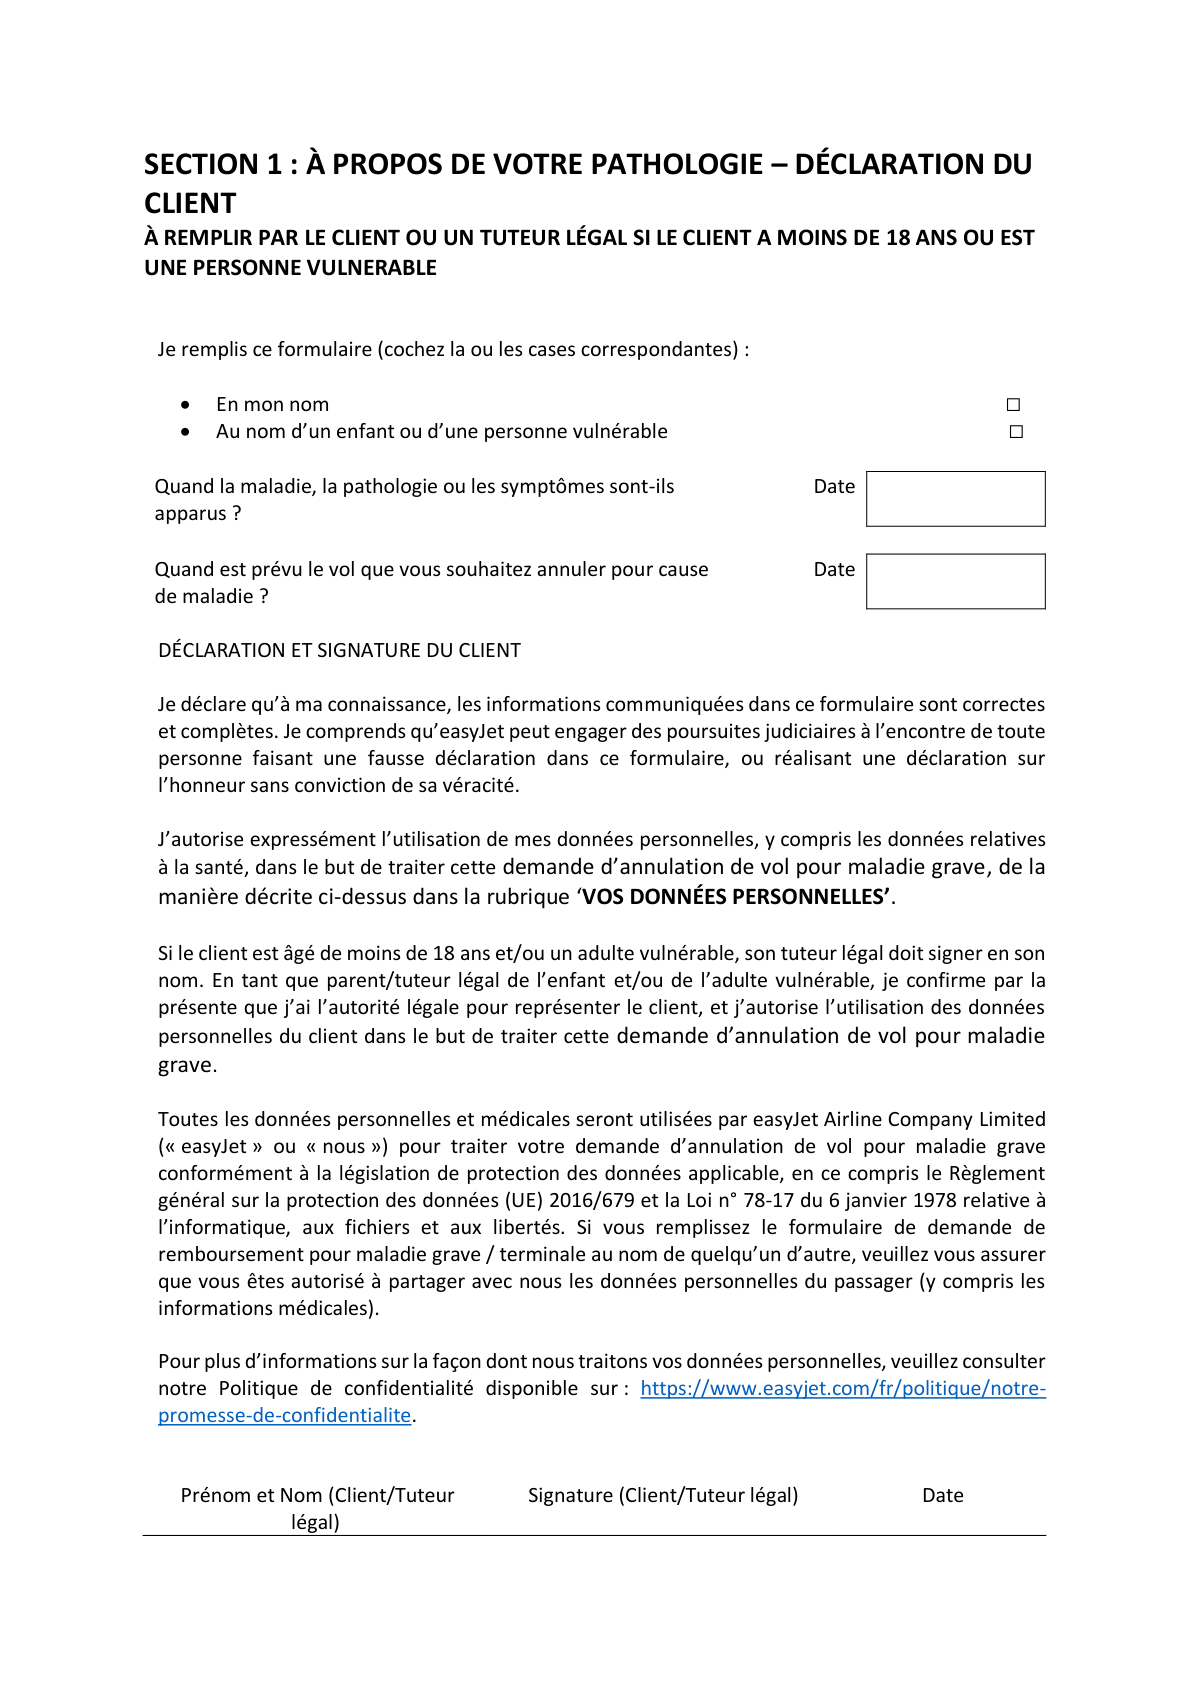 SECTION 1 : À PROPOS DE VOTRE PATHOLOGIE – DÉCLARATION DU
CLIENT
À REMPLIR PAR LE CLIENT OU UN TUTEUR LÉGAL SI LE CLIENT A MOINS DE 18 ANS OU EST
UNE PERSONNE VULNERABLE
Je remplis ce formulaire (cochez la ou les cases correspondantes) :
• En mon nom ☐
• Au nom d’un enfant ou d’une personne vulnérable ☐
Quand la maladie, la pathologie ou les symptômes sont-ils Date
apparus ?
Quand est prévu le vol que vous souhaitez annuler pour cause Date
de maladie ?
DÉCLARATION ET SIGNATURE DU CLIENT
Je déclare qu’à ma connaissance, les informations communiquées dans ce formulaire sont correctes
et complètes. Je comprends qu’easyJet peut engager des poursuites judiciaires à l’encontre de toute
personne faisant une fausse déclaration dans ce formulaire, ou réalisant une déclaration sur
l’honneur sans conviction de sa véracité.
J’autorise expressément l’utilisation de mes données personnelles, y compris les données relatives
à la santé, dans le but de traiter cette demande d’annulation de vol pour maladie grave, de la
manière décrite ci-dessus dans la rubrique ‘VOS DONNÉES PERSONNELLES’.
Si le client est âgé de moins de 18 ans et/ou un adulte vulnérable, son tuteur légal doit signer en son
nom. En tant que parent/tuteur légal de l’enfant et/ou de l’adulte vulnérable, je confirme par la
présente que j’ai l’autorité légale pour représenter le client, et j’autorise l’utilisation des données
personnelles du client dans le but de traiter cette demande d’annulation de vol pour maladie
grave.
Toutes les données personnelles et médicales seront utilisées par easyJet Airline Company Limited
(« easyJet » ou « nous ») pour traiter votre demande d’annulation de vol pour maladie grave
conformément à la législation de protection des données applicable, en ce compris le Règlement
général sur la protection des données (UE) 2016/679 et la Loi n° 78-17 du 6 janvier 1978 relative à
l’informatique, aux fichiers et aux libertés. Si vous remplissez le formulaire de demande de
remboursement pour maladie grave / terminale au nom de quelqu’un d’autre, veuillez vous assurer
que vous êtes autorisé à partager avec nous les données personnelles du passager (y compris les
informations médicales).
Pour plus d’informations sur la façon dont nous traitons vos données personnelles, veuillez consulter
notre Politique de confidentialité disponible sur : https://www.easyjet.com/fr/politique/notre-
promesse-de-confidentialite.
Prénom et Nom (Client/Tuteur Signature (Client/Tuteur légal) Date
légal)